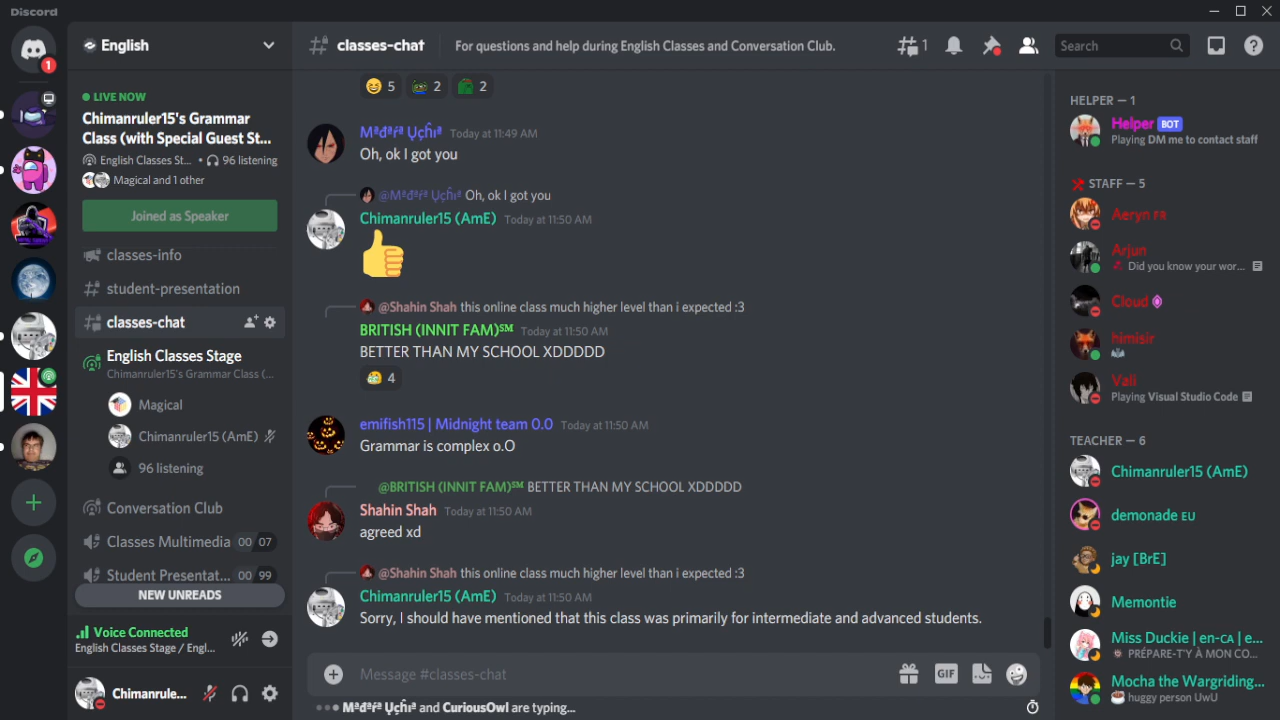 Discord
English
classes-chat
For questions and help during English Classes and Conversation Club.
1
Search
1
LIVE NOW
Chimanruler15's Grammar
Class (with Special Guest St...
English Classes St... • 96 listening
Magical and 1 other
Joined as Speaker
classes-info
student-presentation
classes-chat
English Classes Stage
Chimanruler15's Grammar Class (...
Magical
Chimanruler15 (AmE)
96 listening
Conversation Club
Classes Multimedia 00 07
Student Presentat... 00 99
NEW UNREADS
Voice Connected
English Classes Stage / Engl...
Chimanrule...
5 2 2
Mªđªŕª Ųçĥıª Today at 11:49 AM
Oh, ok I got you
@Mªđªŕª Ųçĥıª Oh, ok I got you
Chimanruler15 (AmE) Today at 11:50 AM
@Shahin Shah this online class much higher level than i expected :3
BRITISH (INNIT FAM)℠ Today at 11:50 AM
BETTER THAN MY SCHOOL XDDDDD
4
emifish115 | Midnight team 0.0 Today at 11:50 AM
Grammar is complex o.O
@BRITISH (INNIT FAM)℠ BETTER THAN MY SCHOOL XDDDDD
Shahin Shah Today at 11:50 AM
agreed xd
@Shahin Shah this online class much higher level than i expected :3
Chimanruler15 (AmE) Today at 11:50 AM
Sorry, I should have mentioned that this class was primarily for intermediate and advanced students.
Message #classes-chat
GIF
Mªđªŕª Ųçĥıª and CuriousOwl are typing...
HELPER — 1
Helper BOT
Playing DM me to contact staff
STAFF — 5
Aeryn FR
Arjun
Did you know your wor...
Cloud
himisir
Vali
Playing Visual Studio Code
TEACHER — 6
Chimanruler15 (AmE)
demonade EU
jay [BrE]
Memontie
Miss Duckie | en-CA | e...
PRÉPARE-T'Y À MON CO...
Mocha the Wargriding...
huggy person UwU